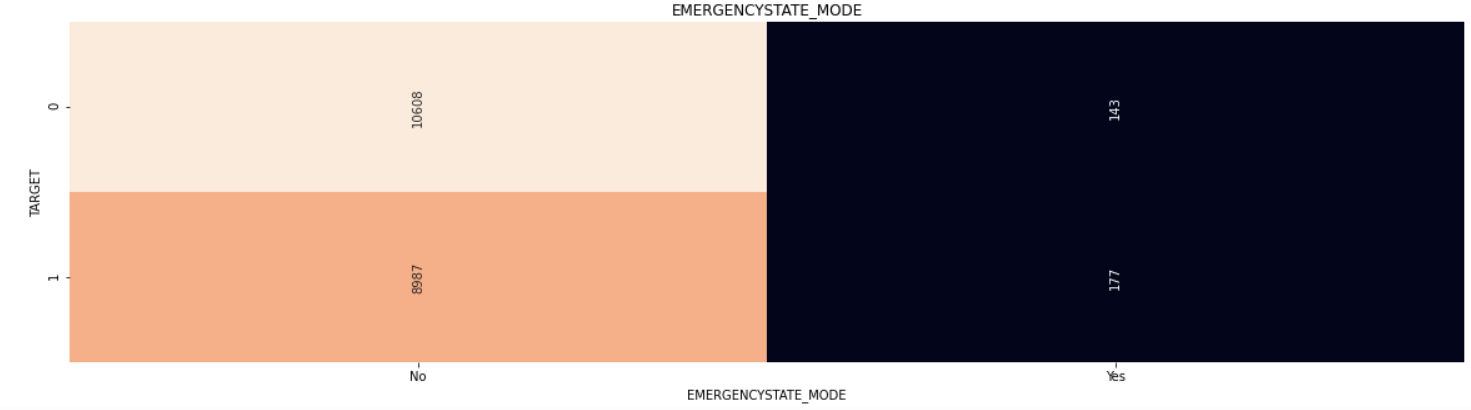 EMERGENCYSTATE_MODE
TARGET
0
10608
143
1
8987
177
No
Yes
EMERGENCYSTATE_MODE